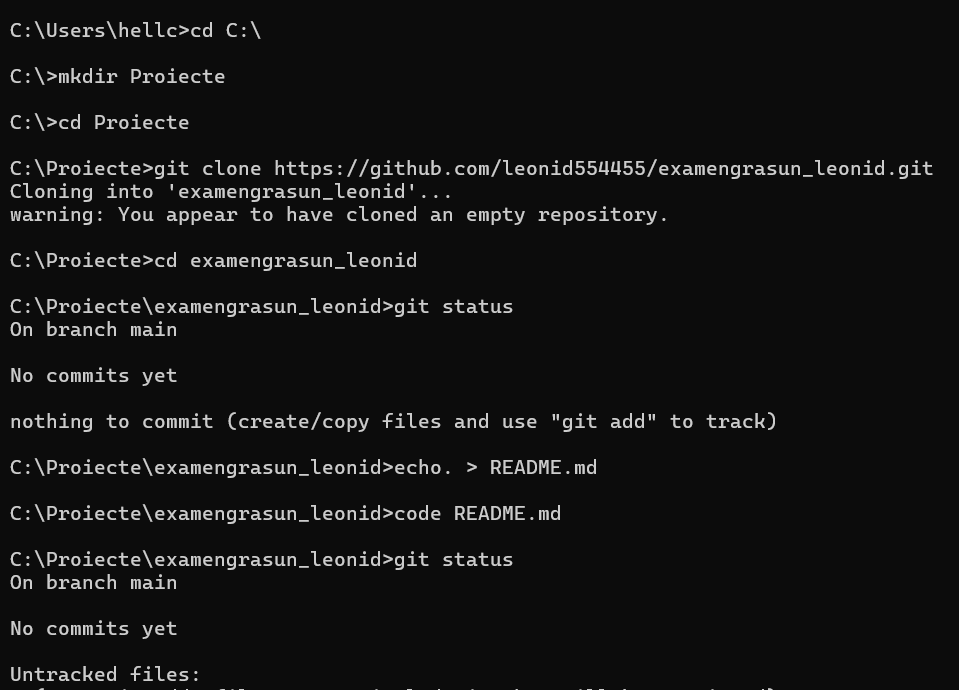 C:\Users\hellc>cd C:\
C:\>mkdir Proiecte
C:\>cd Proiecte
C:\Proiecte>git clone https://github.com/leonid554455/examengrasun_leonid.git
Cloning into 'examengrasun_leonid'...
warning: You appear to have cloned an empty repository.
C:\Proiecte>cd examengrasun_leonid
C:\Proiecte\examengrasun_leonid>git status
On branch main
No commits yet
nothing to commit (create/copy files and use "git add" to track)
C:\Proiecte\examengrasun_leonid>echo. > README.md
C:\Proiecte\examengrasun_leonid>code README.md
C:\Proiecte\examengrasun_leonid>git status
On branch main
No commits yet
Untracked files: